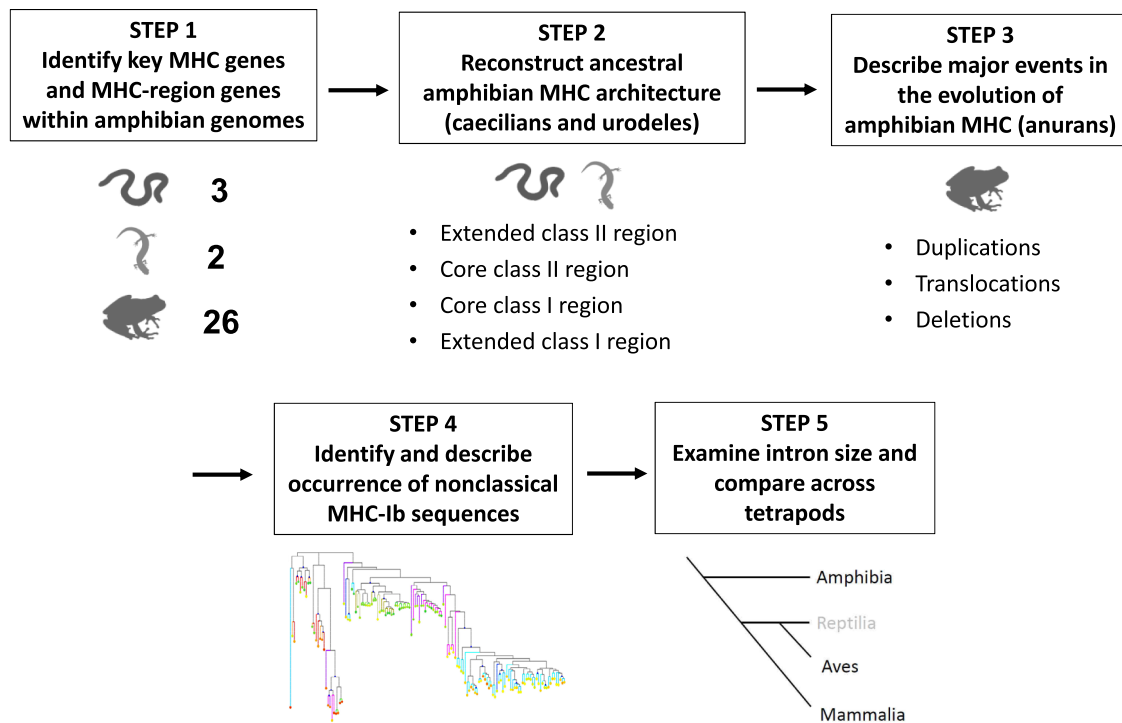 STEP 1
Identify key MHC genes
and MHC-region genes
within amphibian genomes
3
2
26
STEP 2
Reconstruct ancestral
amphibian MHC architecture
(caecilians and urodeles)
• Extended class II region
• Core class II region
• Core class I region
• Extended class I region
STEP 3
Describe major events in
the evolution of
amphibian MHC (anurans)
• Duplications
• Translocations
• Deletions
STEP 4
Identify and describe
occurrence of nonclassical
MHC-Ib sequences
STEP 5
Examine intron size and
compare across
tetrapods
Amphibia
Reptilia
Aves
Mammalia